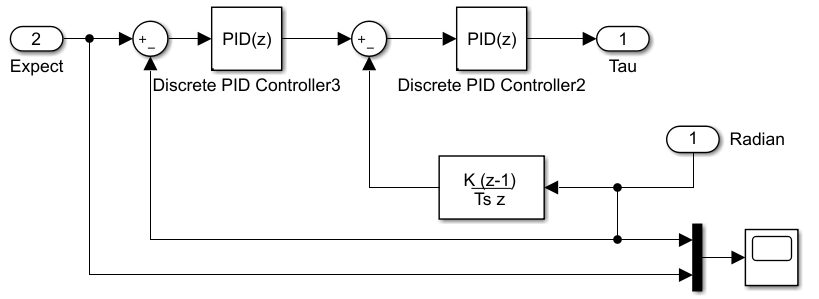 2
Expect
+
−
PID(z)
Discrete PID Controller3
+
−
PID(z)
Discrete PID Controller2
1
Tau
1
Radian
K (z-1)
Ts z